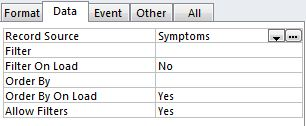 Format Data Event Other All
Record Source Symptoms
Filter
Filter On Load No
Order By
Order By On Load Yes
Allow Filters Yes